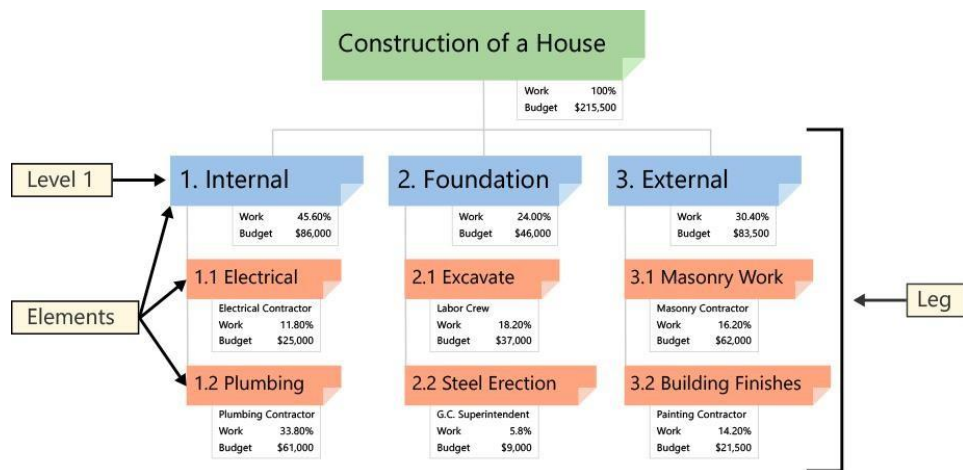 Construction of a House
Work 100%
Budget $215,500
Level 1
1. Internal
Work 45.60%
Budget $86,000
2. Foundation
Work 24.00%
Budget $46,000
3. External
Work 30.40%
Budget $83,500
Elements
1.1 Electrical
Electrical Contractor
Work 11.80%
Budget $25,000
2.1 Excavate
Labor Crew
Work 18.20%
Budget $37,000
3.1 Masonry Work
Masonry Contractor
Work 16.20%
Budget $62,000
Leg
1.2 Plumbing
Plumbing Contractor
Work 33.80%
Budget $61,000
2.2 Steel Erection
G.C. Superintendent
Work 5.8%
Budget $9,000
3.2 Building Finishes
Painting Contractor
Work 14.20%
Budget $21,500